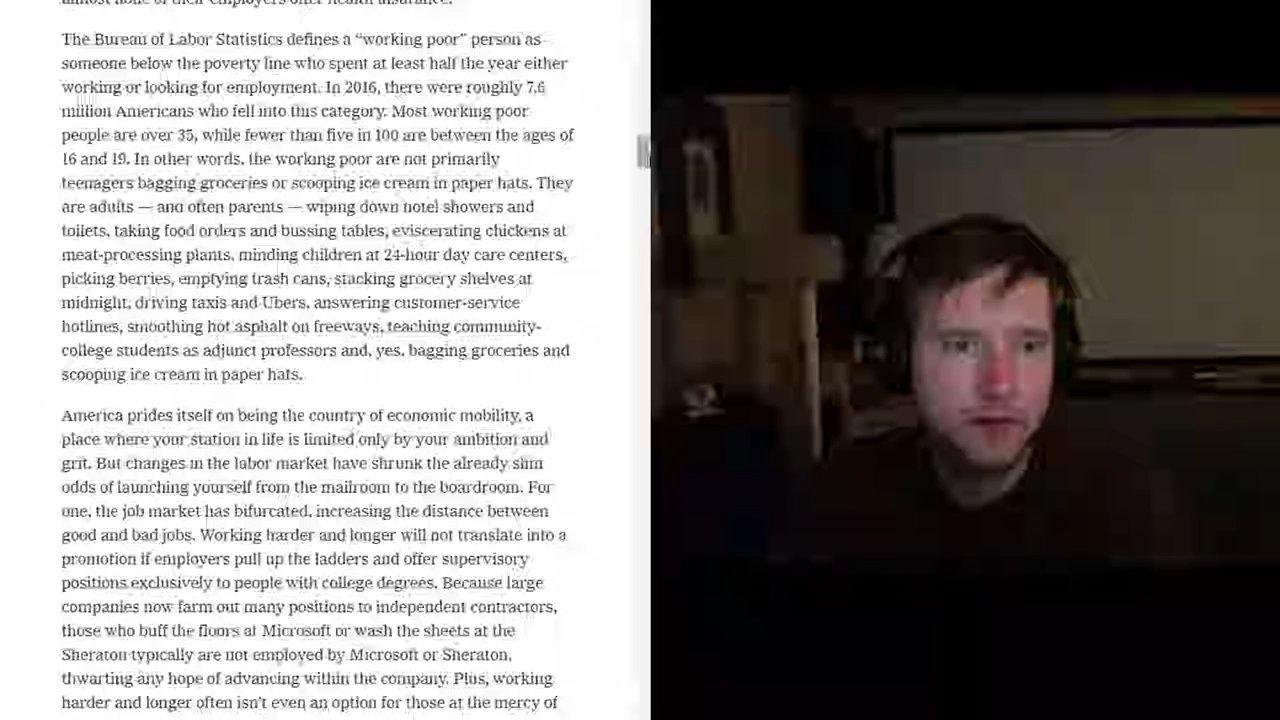 almost none of their employers offer health insurance.
The Bureau of Labor Statistics defines a “working poor” person as
someone below the poverty line who spent at least half the year either
working or looking for employment. In 2016, there were roughly 7.6
million Americans who fell into this category. Most working poor
people are over 35, while fewer than five in 100 are between the ages of
16 and 19. In other words, the working poor are not primarily
teenagers bagging groceries or scooping ice cream in paper hats. They
are adults — and often parents — wiping down hotel showers and
toilets, taking food orders and bussing tables, eviscerating chickens at
meat-processing plants, minding children at 24-hour day care centers,
picking berries, emptying trash cans, stacking grocery shelves at
midnight, driving taxis and Ubers, answering customer-service
hotlines, smoothing hot asphalt on freeways, teaching community-
college students as adjunct professors and, yes, bagging groceries and
scooping ice cream in paper hats.
America prides itself on being the country of economic mobility, a
place where your station in life is limited only by your ambition and
grit. But changes in the labor market have shrunk the already slim
odds of launching yourself from the mailroom to the boardroom. For
one, the job market has bifurcated, increasing the distance between
good and bad jobs. Working harder and longer will not translate into a
promotion if employers pull up the ladders and offer supervisory
positions exclusively to people with college degrees. Because large
companies now farm out many positions to independent contractors,
those who buff the floors at Microsoft or wash the sheets at the
Sheraton typically are not employed by Microsoft or Sheraton,
thwarting any hope of advancing within the company. Plus, working
harder and longer often isn’t even an option for those at the mercy of